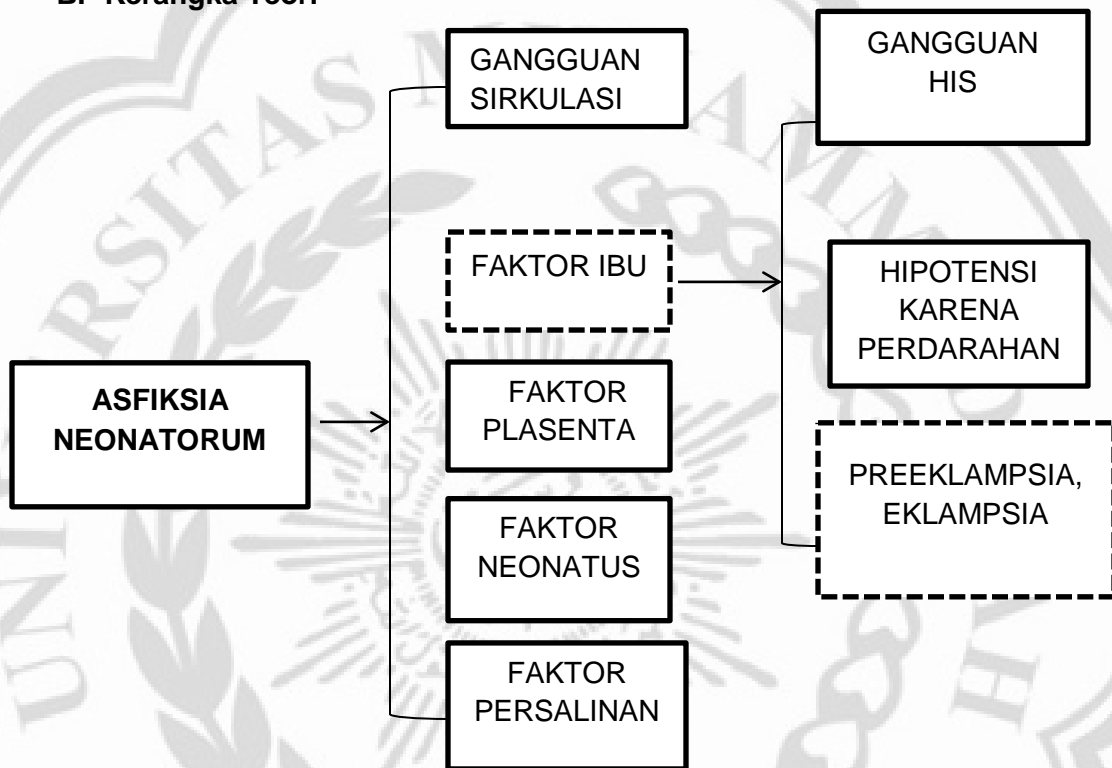 B. Kerangka Teori
GANGGUAN
SIRKULASI
GANGGUAN
HIS
FAKTOR IBU
HIPOTENSI
KARENA
PERDARAHAN
ASFIKSIA
NEONATORUM
FAKTOR
PLASENTA
PREEKLAMPSIA,
EKLAMPSIA
FAKTOR
NEONATUS
FAKTOR
PERSALINAN